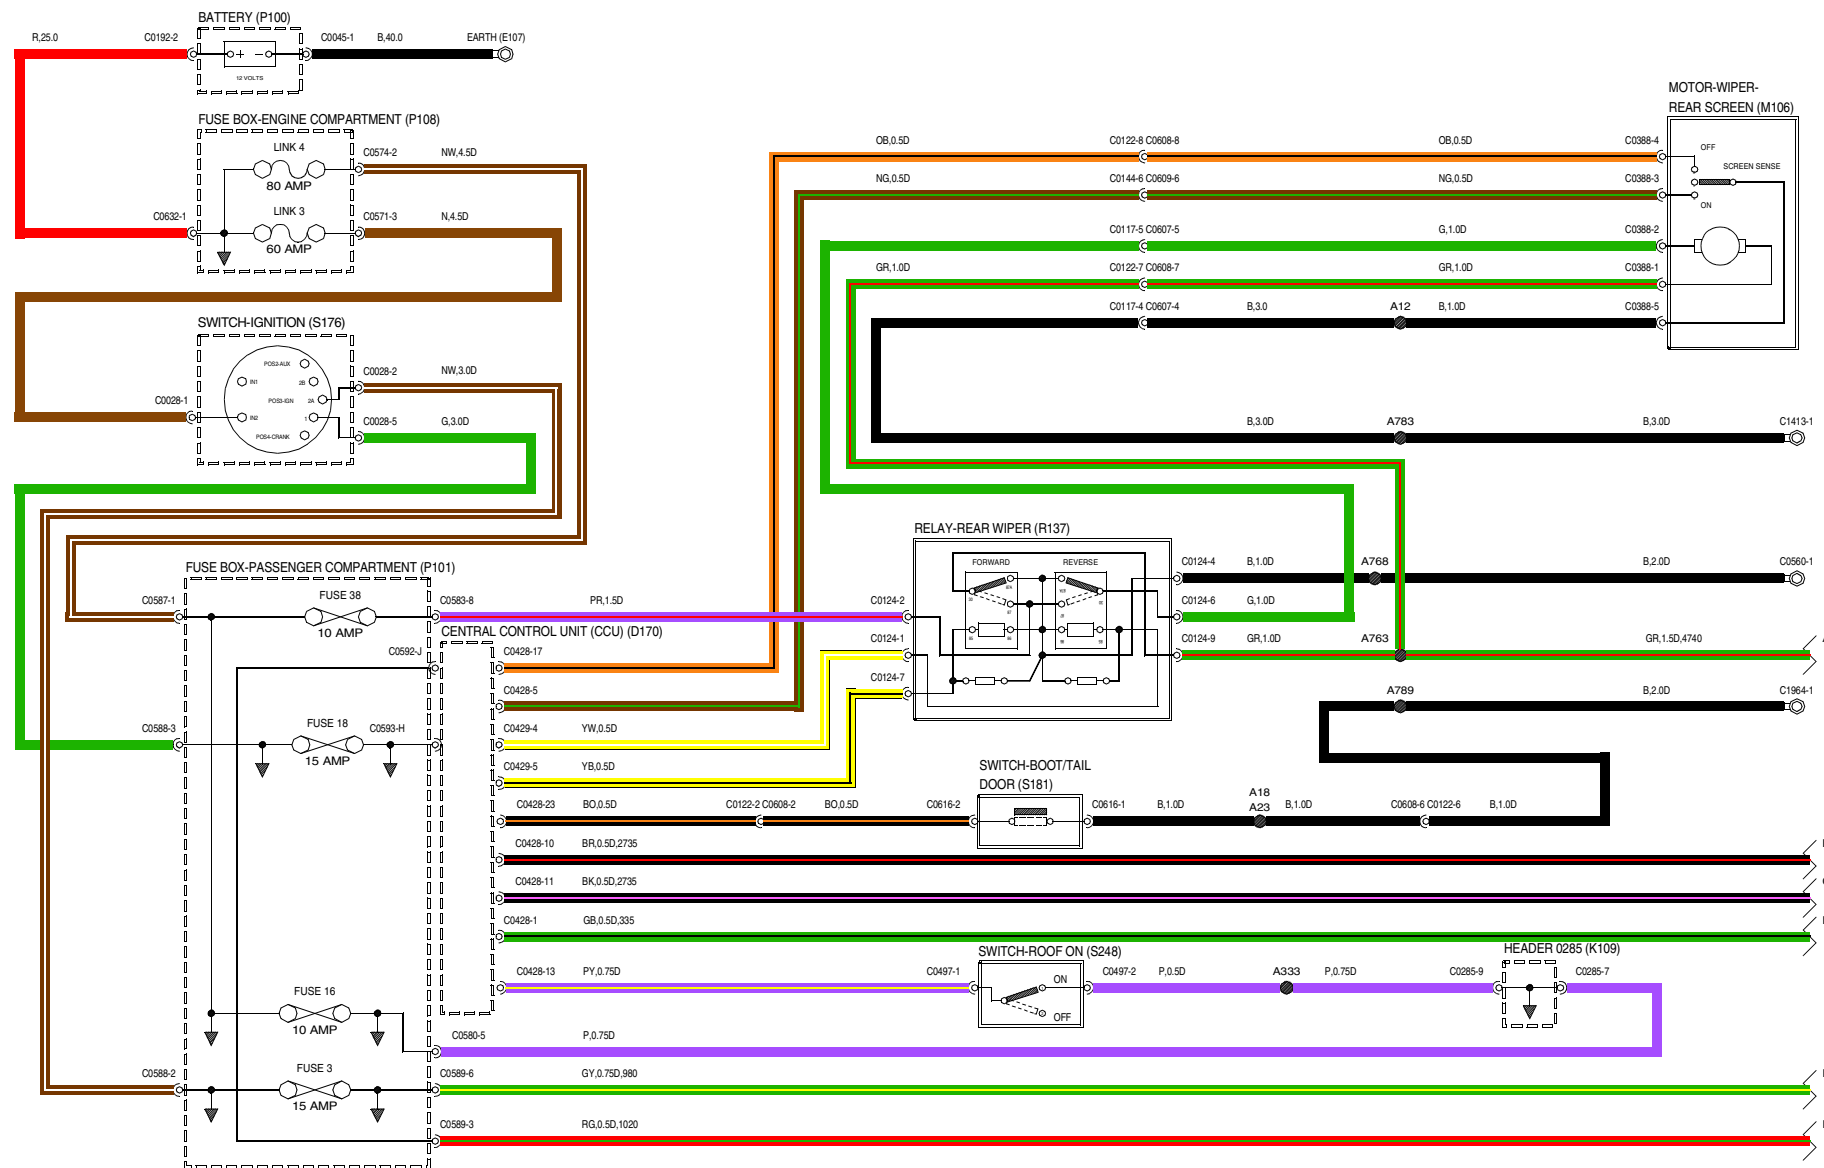 BATTERY (P100)
R,25.0
C0192-2
C0045-1
B,40.0
EARTH (E107)
+ −
12 VOLTS
FUSE BOX-ENGINE COMPARTMENT (P108)
LINK 4
80 AMP
C0574-2
NW,4.5D
LINK 3
60 AMP
C0632-1
C0571-3
N,4.5D
SWITCH-IGNITION (S176)
POS2-AUX
IN1
2B
POS3-IGN
2A
IN2
1
POS4-CRANK
C0028-1
C0028-2
NW,3.0D
C0028-5
G,3.0D
MOTOR-WIPER-
REAR SCREEN (M106)
OFF
SCREEN SENSE
ON
OB,0.5D
C0122-8 C0608-8
OB,0.5D
C0388-4
NG,0.5D
C0144-6 C0609-6
NG,0.5D
C0388-3
C0117-5 C0607-5
G,1.0D
C0388-2
GR,1.0D
C0122-7 C0608-7
GR,1.0D
C0388-1
C0117-4 C0607-4
B,3.0
A12
B,1.0D
C0388-5
B,3.0D
A783
B,3.0D
C1413-1
RELAY-REAR WIPER (R137)
FORWARD
REVERSE
C0124-4
B,1.0D
A768
B,2.0D
C0560-1
C0124-6
G,1.0D
C0124-9
GR,1.0D
A763
GR,1.5D,4740
C0124-2
C0124-1
C0124-7
A789
B,2.0D
C1964-1
FUSE BOX-PASSENGER COMPARTMENT (P101)
C0587-1
FUSE 38
10 AMP
C0583-8
PR,1.5D
CENTRAL CONTROL UNIT (CCU) (D170)
C0592-J
C0428-17
C0428-5
C0588-3
FUSE 18
15 AMP
C0593-H
C0429-4
YW,0.5D
C0429-5
YB,0.5D
SWITCH-BOOT/TAIL
DOOR (S181)
C0428-23
BO,0.5D
C0122-2 C0608-2
BO,0.5D
C0616-2
C0616-1
B,1.0D
A18
A23
B,1.0D
C0608-6 C0122-6
B,1.0D
C0428-10
BR,0.5D,2735
C0428-11
BK,0.5D,2735
C0428-1
GB,0.5D,335
SWITCH-ROOF ON (S248)
ON
OFF
C0428-13
PY,0.75D
C0497-1
C0497-2
P,0.5D
A333
P,0.75D
HEADER 0285 (K109)
C0285-9
C0285-7
FUSE 16
10 AMP
C0580-5
P,0.75D
C0588-2
FUSE 3
15 AMP
C0589-6
GY,0.75D,980
C0589-3
RG,0.5D,1020